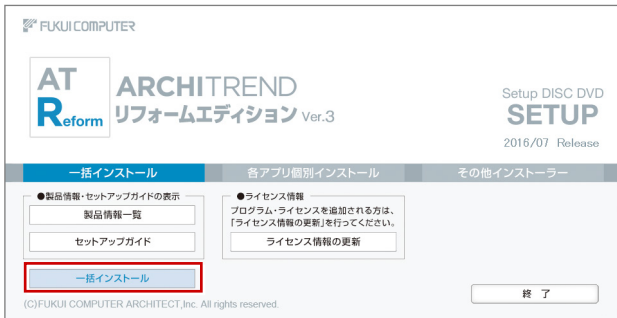 FUKUI COMPUTER
AT
Reform
ARCHITREND
リフォームエディション Ver.3
Setup DISC DVD
SETUP
2016/07 Release
一括インストール
各アプリ個別インストール
その他インストーラー
●製品情報・セットアップガイドの表示
製品情報一覧
セットアップガイド
●ライセンス情報
プログラム・ライセンスを追加される方は、
「ライセンス情報の更新」を行ってください。
ライセンス情報の更新
一括インストール
終 了
(C)FUKUI COMPUTER ARCHITECT,Inc. All rights reserved.